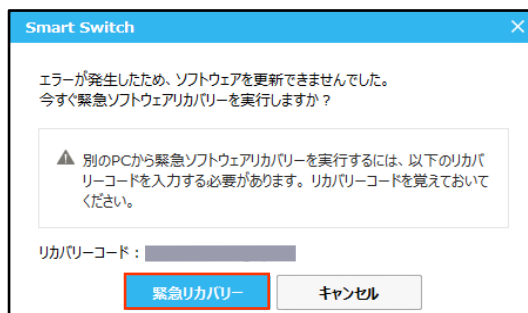 Smart Switch
エラーが発生したため、ソフトウェアを更新できませんでした。
今すぐ緊急ソフトウェアリカバリーを実行しますか？
別のPCから緊急ソフトウェアリカバリーを実行するには、以下のリカバ
リーコードを入力する必要があります。リカバリーコードを覚えておいて
ください。
リカバリーコード：
緊急リカバリー
キャンセル